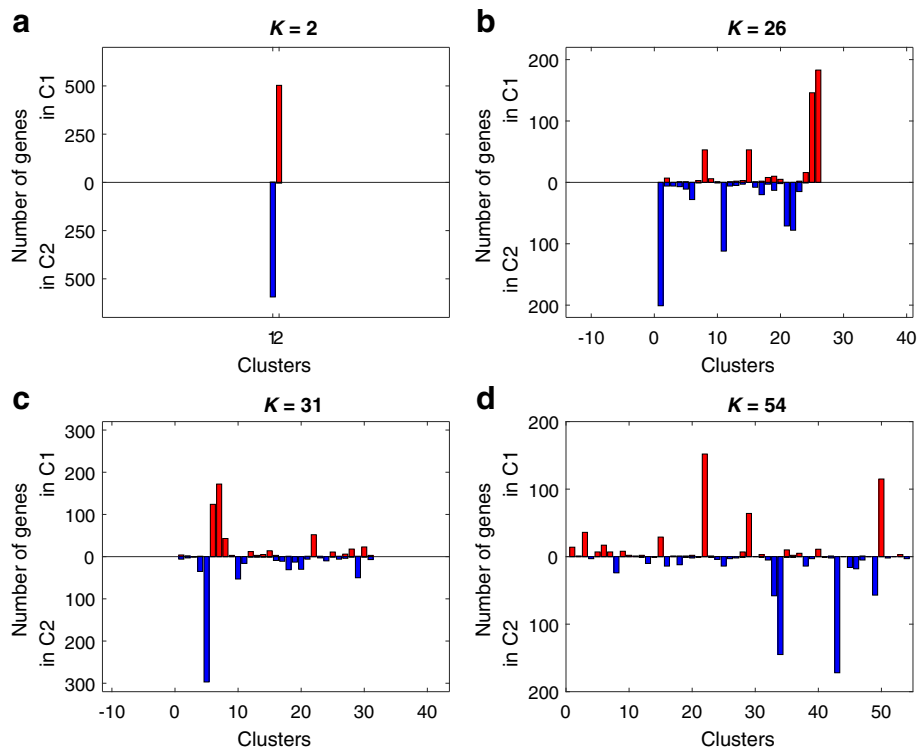 a
K = 2
Number of genes
in C2 in C1
500
250
0
250
500
12
Clusters
b
K = 26
Number of genes
in C2 in C1
200
100
0
100
200
-10 0 10 20 30 40
Clusters
c
K = 31
Number of genes
in C2 in C1
300
200
100
0
100
200
300
-10 0 10 20 30 40
Clusters
d
K = 54
Number of genes
in C2 in C1
200
100
0
100
200
0 10 20 30 40 50
Clusters